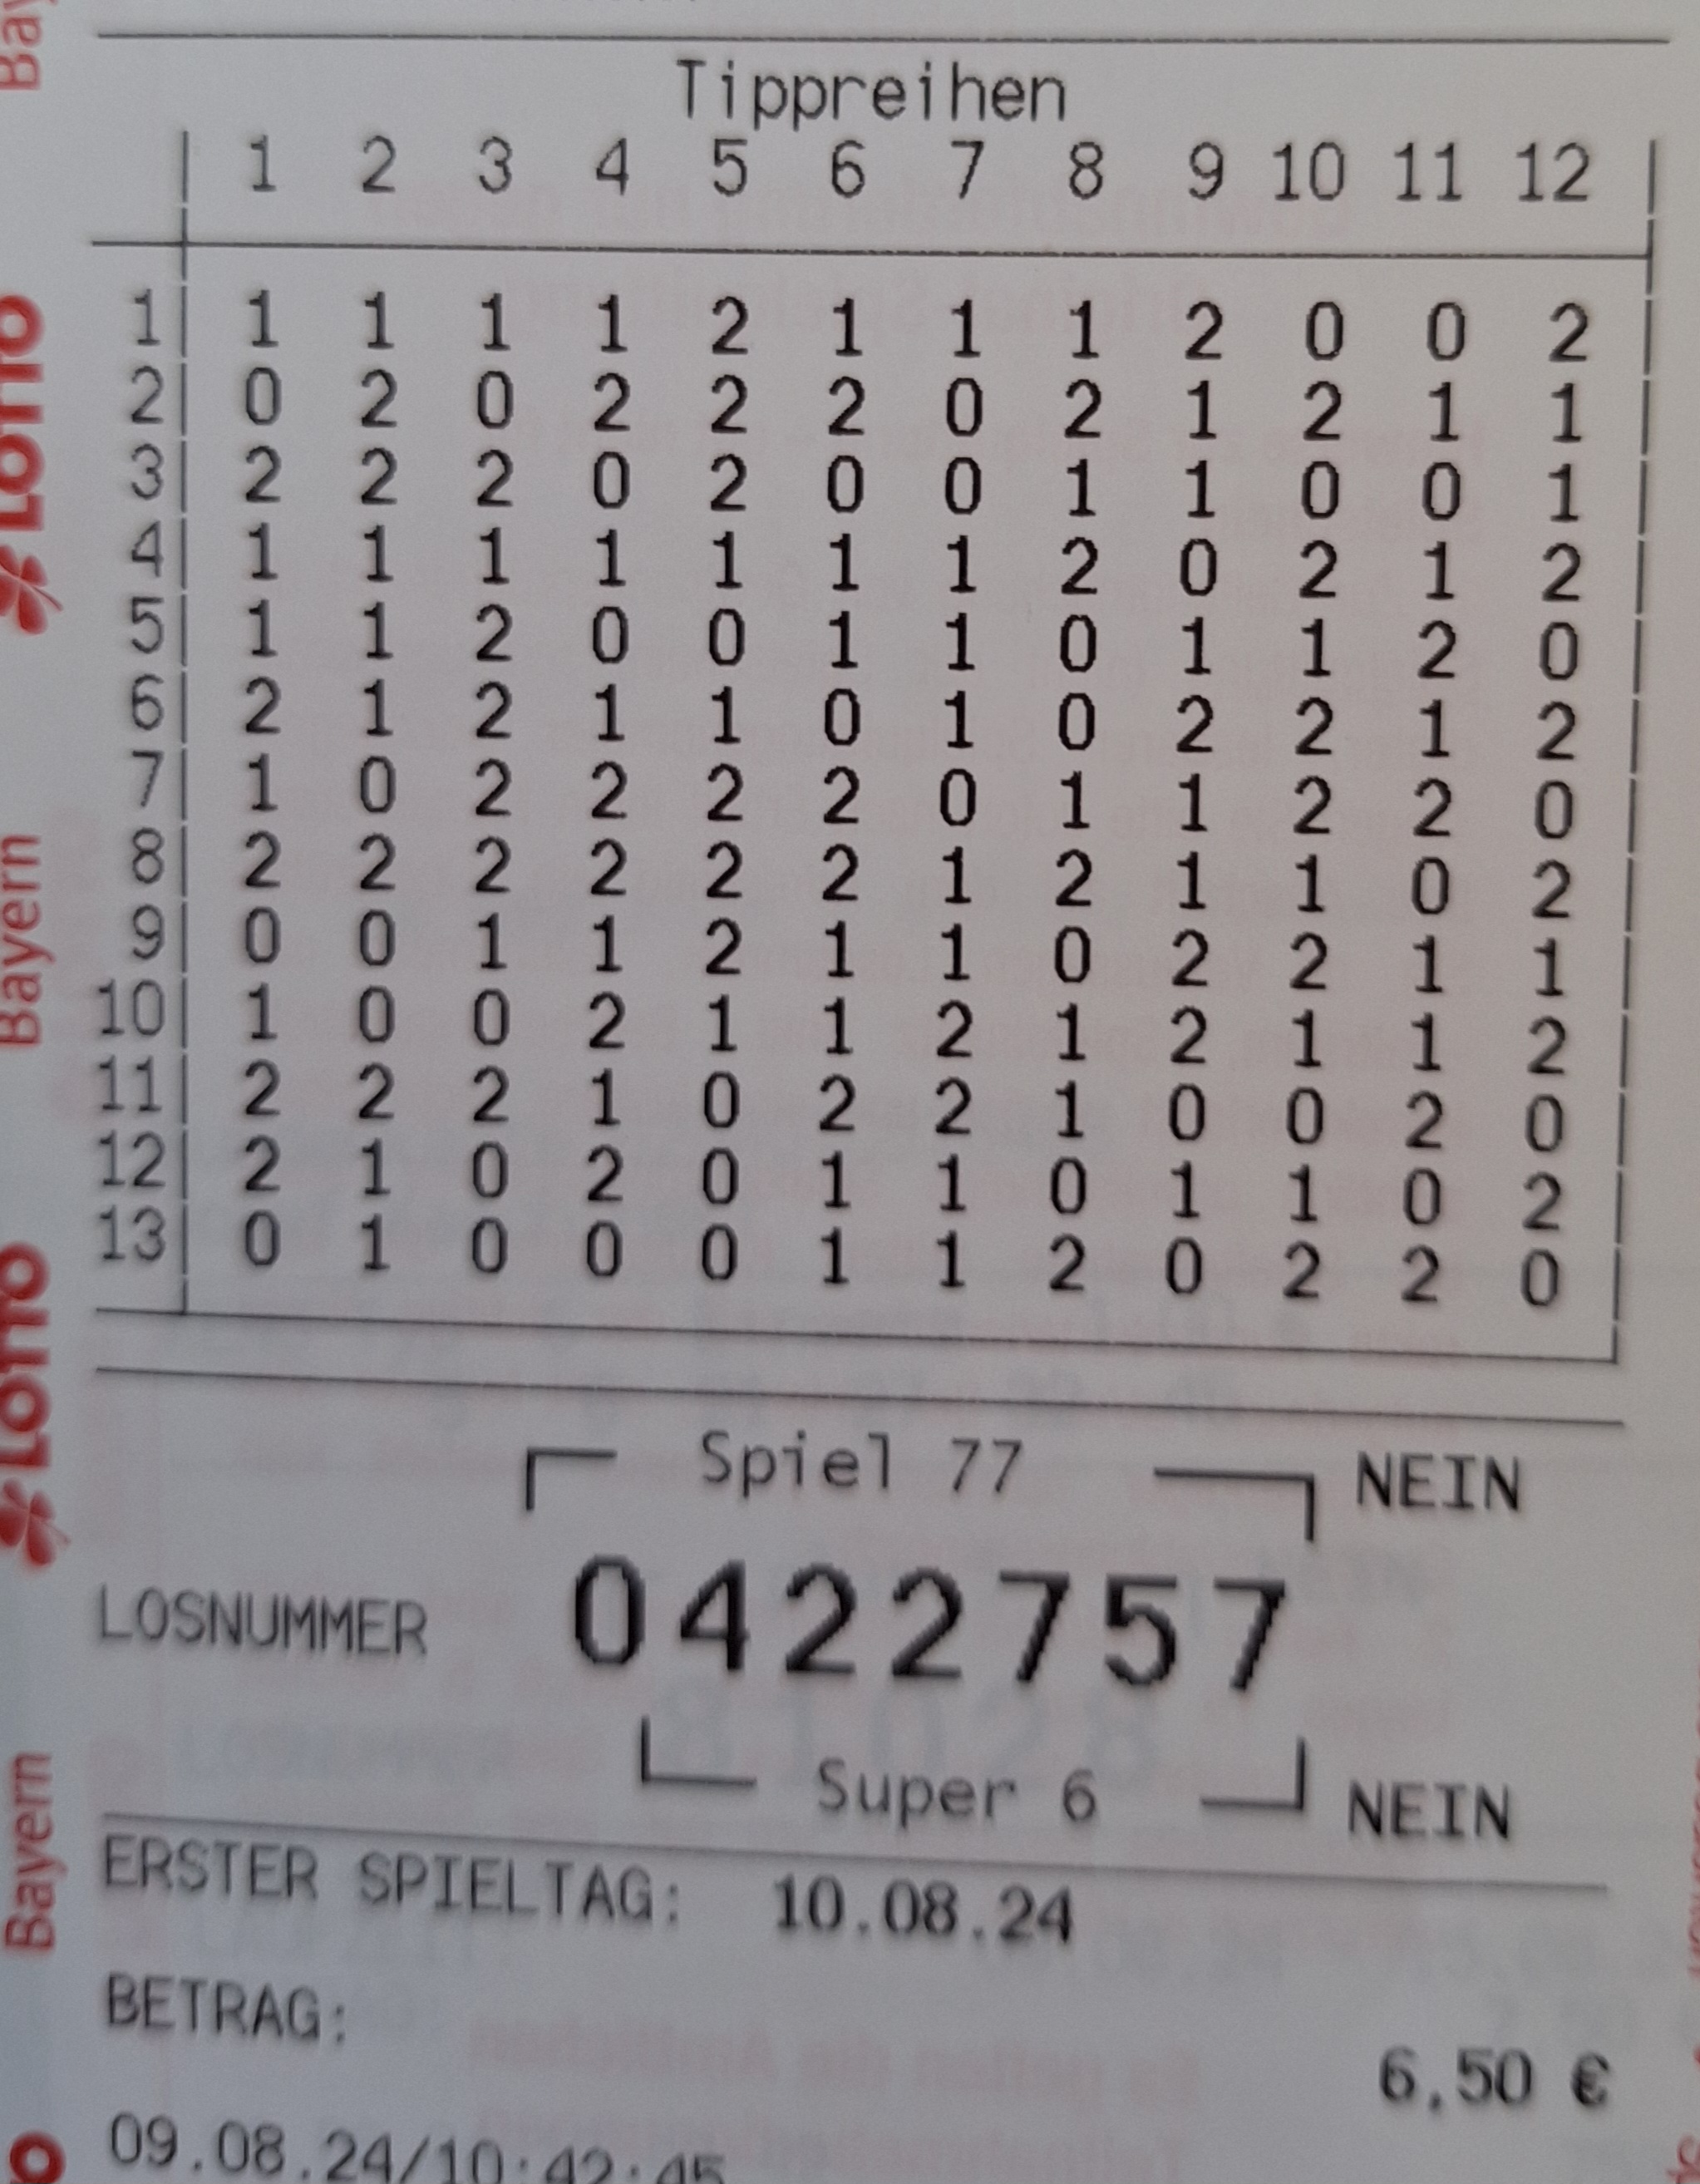 Tippreihen
1 2 3 4 5 6 7 8 9 10 11 12
1 1 1 1 1 2 1 1 1 2 0 0 2
2 0 2 0 2 2 2 0 2 1 2 1 1
3 2 2 2 0 2 0 0 1 1 0 0 1
4 1 1 1 1 1 1 1 2 0 2 1 2
5 1 1 2 0 0 1 1 0 1 1 2 0
6 2 1 2 1 1 0 1 0 2 2 1 2
7 1 0 2 2 2 2 0 1 1 2 2 0
8 2 2 2 2 2 2 1 2 1 1 0 2
9 0 0 1 1 2 1 1 0 2 2 1 1
10 1 0 0 2 1 1 2 1 2 1 1 2
11 2 2 2 1 0 2 2 1 0 0 2 0
12 2 1 0 2 0 1 1 0 1 1 0 2
13 0 1 0 0 0 1 1 2 0 2 2 0
Spiel 77 NEIN
LOSNUMMER 0422757
Super 6 NEIN
ERSTER SPIELTAG: 10.08.24
BETRAG:
6,50 €
09.08.24/10:42:45
LOTTO
Bayern
LOTTO
Bayern